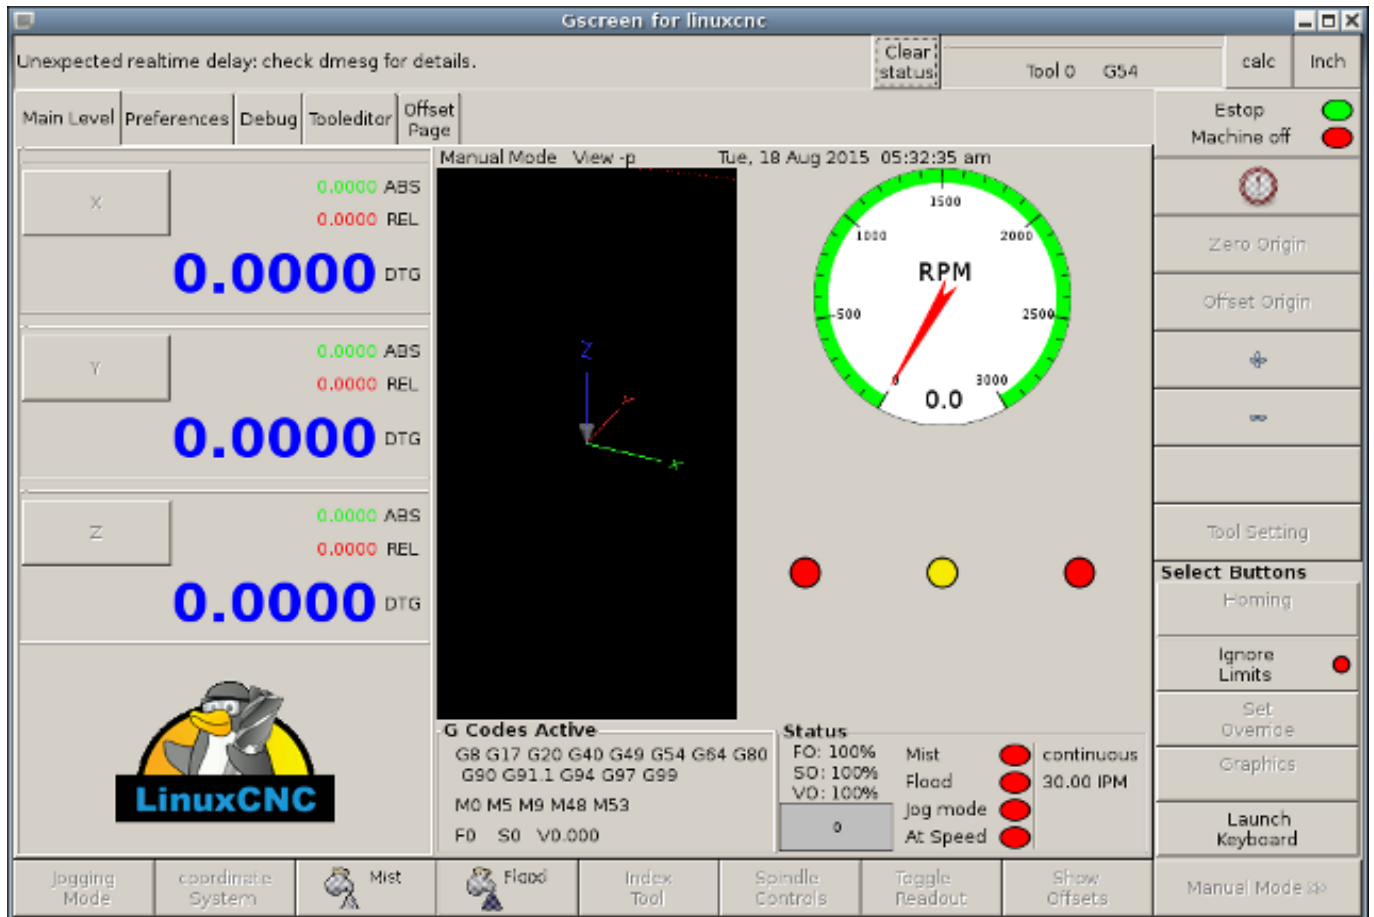 Gscreen for linuxcnc
Unexpected realtime delay: check dmesg for details.
Clear
status
Tool 0 G54
calc
Inch
Main Level
Preferences
Debug
Tooleditor
Offset
Page
Estop
Machine off
Manual Mode View -p Tue, 18 Aug 2015 05:32:35 am
X
0.0000 ABS
0.0000 REL
0.0000 DTG
Y
0.0000 ABS
0.0000 REL
0.0000 DTG
Z
0.0000 ABS
0.0000 REL
0.0000 DTG
LinuxCNC
Z
Y
X
1500
1000
2000
RPM
500
2500
0
3000
0.0
G Codes Active
G8 G17 G20 G40 G49 G54 G64 G80
G90 G91.1 G94 G97 G99
M0 M5 M9 M48 M53
F0 S0 V0.000
Status
FO: 100%
SO: 100%
VO: 100%
0
Mist
Flood
Jog mode
At Speed
continuous
30.00 IPM
Zero Origin
Offset Origin
Tool Setting
Select Buttons
Homing
Ignore
Limits
Set
Override
Graphics
Launch
Keyboard
Jogging
Mode
coordinate
System
Mist
Flood
Index
Tool
Spindle
Controls
Toggle
Readout
Show
Offsets
Manual Mode >>